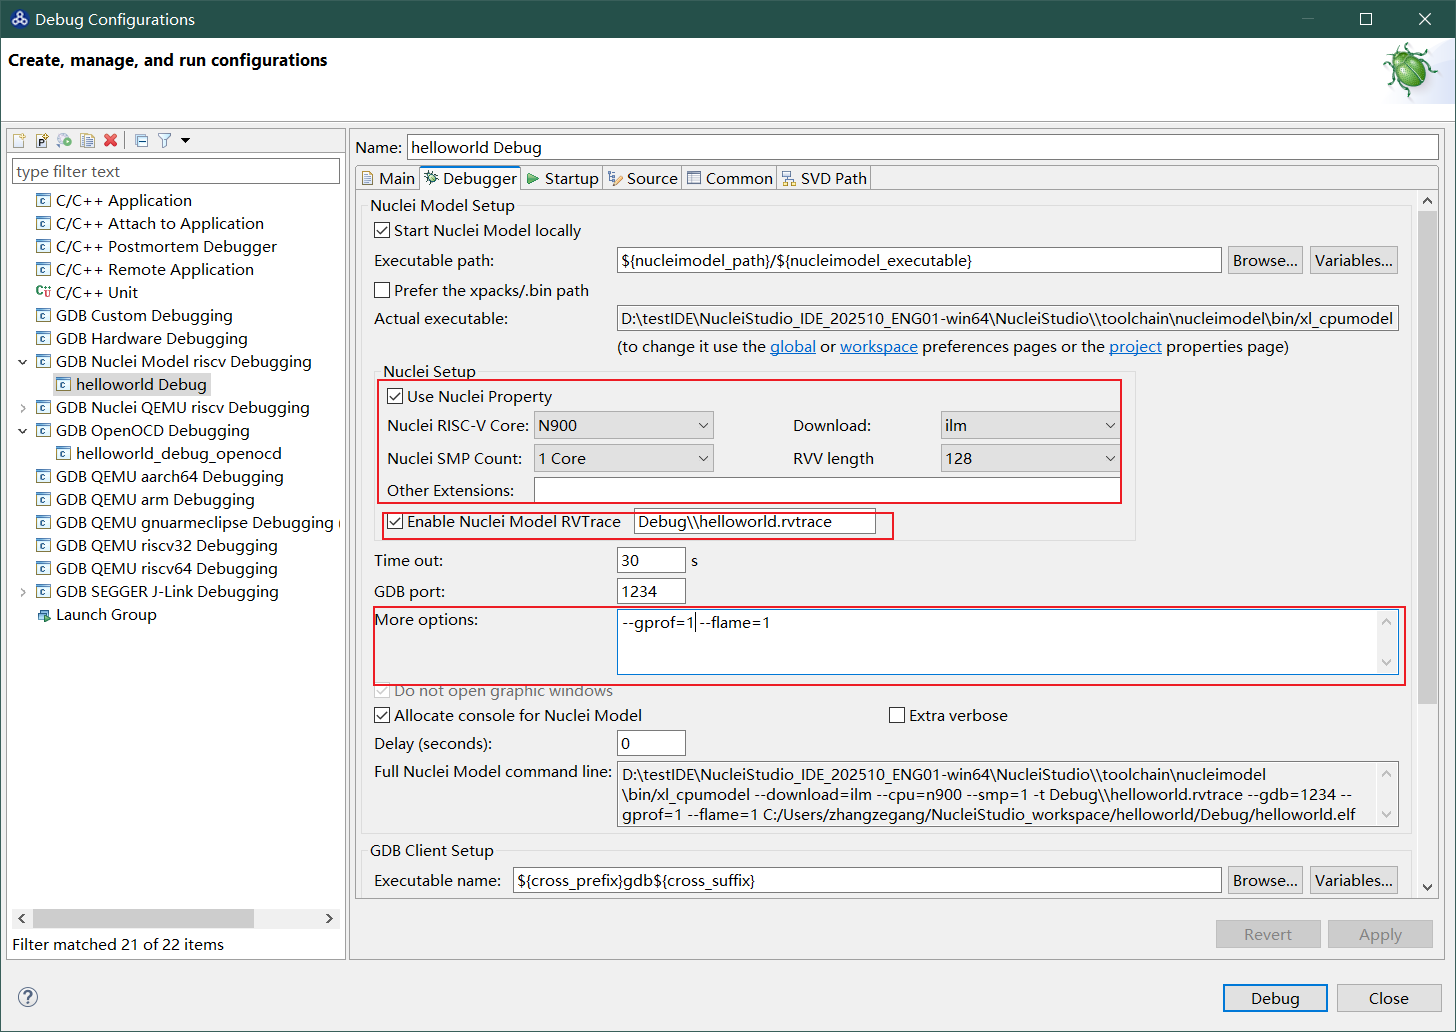 Debug Configurations
Create, manage, and run configurations
type filter text
C/C++ Application
C/C++ Attach to Application
C/C++ Postmortem Debugger
C/C++ Remote Application
C/C++ Unit
GDB Custom Debugging
GDB Hardware Debugging
GDB Nuclei Model riscv Debugging
helloworld Debug
GDB Nuclei QEMU riscv Debugging
GDB OpenOCD Debugging
helloworld_debug_openocd
GDB QEMU aarch64 Debugging
GDB QEMU arm Debugging
GDB QEMU gnuarmeclipse Debugging (
GDB QEMU riscv32 Debugging
GDB QEMU riscv64 Debugging
GDB SEGGER J-Link Debugging
Launch Group
Filter matched 21 of 22 items
Name: helloworld Debug
Main Debugger Startup Source Common SVD Path
Nuclei Model Setup
Start Nuclei Model locally
Executable path: ${nucleimodel_path}/${nucleimodel_executable} Browse... Variables...
Prefer the xpacks/.bin path
Actual executable: D:\testIDE\NucleiStudio_IDE_202510_ENG01-win64\NucleiStudio\\toolchain\nucleimodel\bin/xl_cpumodel
(to change it use the global or workspace preferences pages or the project properties page)
Nuclei Setup
Use Nuclei Property
Nuclei RISC-V Core: N900 Download: ilm
Nuclei SMP Count: 1 Core RVV length 128
Other Extensions:
Enable Nuclei Model RVTrace Debug\\helloworld.rvtrace
Time out: 30 s
GDB port: 1234
More options: --gprof=1 --flame=1
Do not open graphic windows
Allocate console for Nuclei Model Extra verbose
Delay (seconds): 0
Full Nuclei Model command line: D:\testIDE\NucleiStudio_IDE_202510_ENG01-win64\NucleiStudio\\toolchain\nucleimodel
\bin/xl_cpumodel --download=ilm --cpu=n900 --smp=1 -t Debug\\helloworld.rvtrace --gdb=1234 --
gprof=1 --flame=1 C:/Users/zhangzegang/NucleiStudio_workspace/helloworld/Debug/helloworld.elf
GDB Client Setup
Executable name: ${cross_prefix}gdb${cross_suffix} Browse... Variables...
Revert Apply
Debug Close